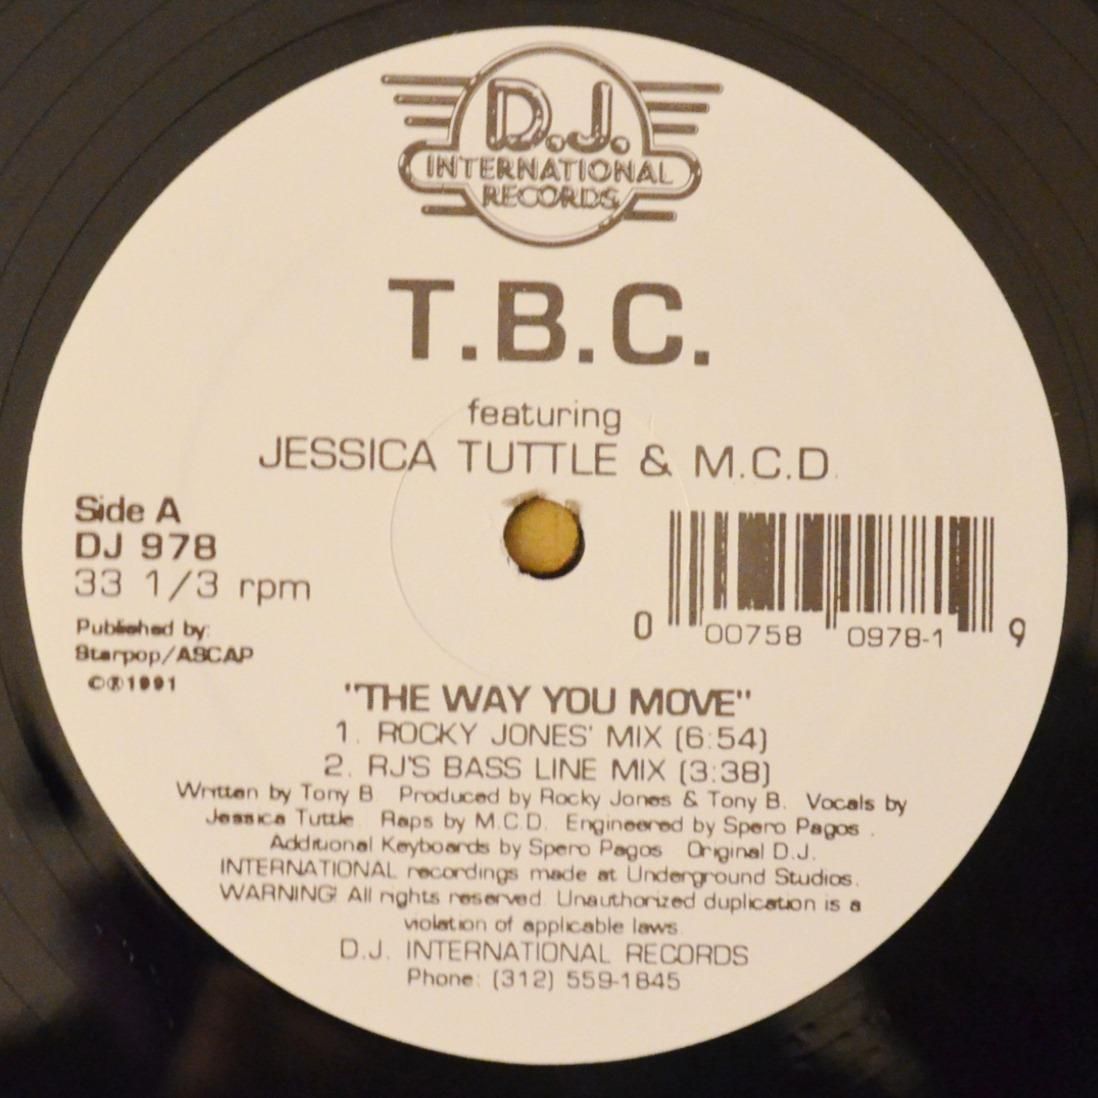 D.J.
INTERNATIONAL
RECORDS
T.B.C.
featuring
JESSICA TUTTLE & M.C.D.
Side A
DJ 978
33 1/3 rpm
Published by:
Starpop/ASCAP
©℗1991
0 00758 0978-1 9
"THE WAY YOU MOVE"
1. ROCKY JONES' MIX (6:54)
2. RJ'S BASS LINE MIX (3:38)
Written by Tony B. Produced by Rocky Jones & Tony B. Vocals by
Jessica Tuttle. Raps by M.C.D. Engineered by Spero Pagos.
Additional Keyboards by Spero Pagos Original D.J.
INTERNATIONAL recordings made at Underground Studios.
WARNING! All rights reserved. Unauthorized duplication is a
violation of applicable laws.
D.J. INTERNATIONAL RECORDS
Phone: (312) 559-1845